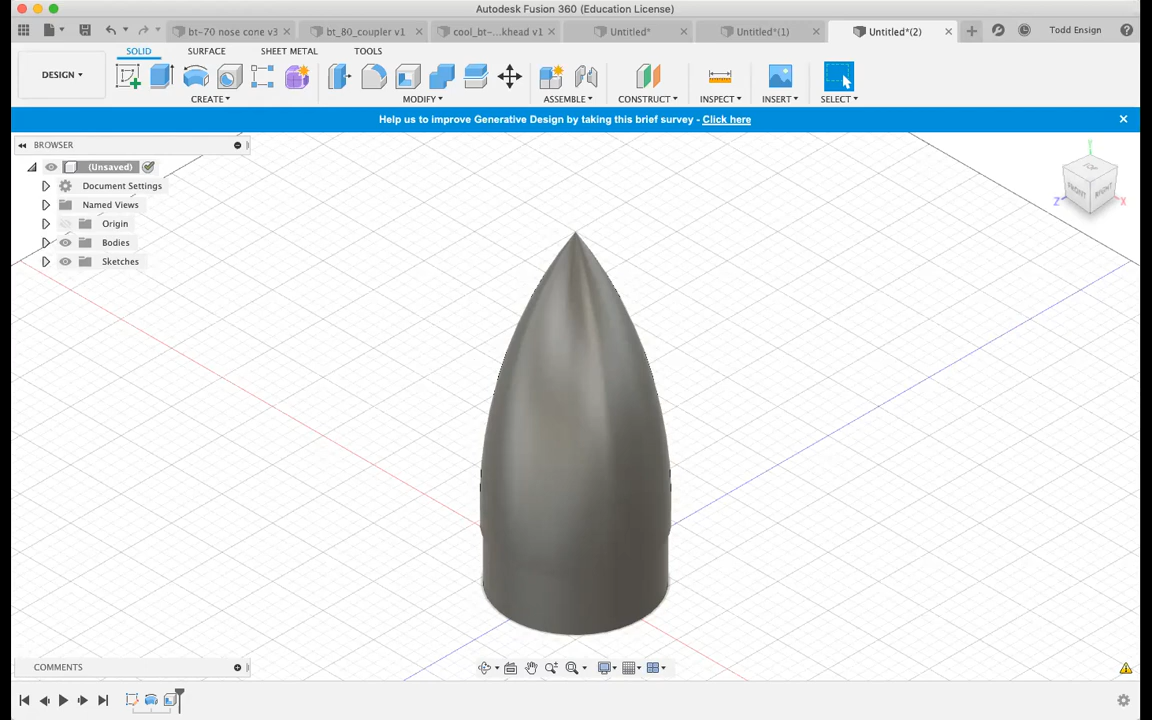 Autodesk Fusion 360 (Education License)
bt-70 nose cone v3
bt_80_coupler v1
cool_bt-...khead v1
Untitled*
Untitled*(1)
Untitled*(2)
Todd Ensign
SOLID
SURFACE
SHEET METAL
TOOLS
DESIGN
CREATE
MODIFY
ASSEMBLE
CONSTRUCT
INSPECT
INSERT
SELECT
Help us to improve Generative Design by taking this brief survey - Click here
BROWSER
(Unsaved)
Document Settings
Named Views
Origin
Bodies
Sketches
Y
TOP
FRONT
RIGHT
Z
X
COMMENTS